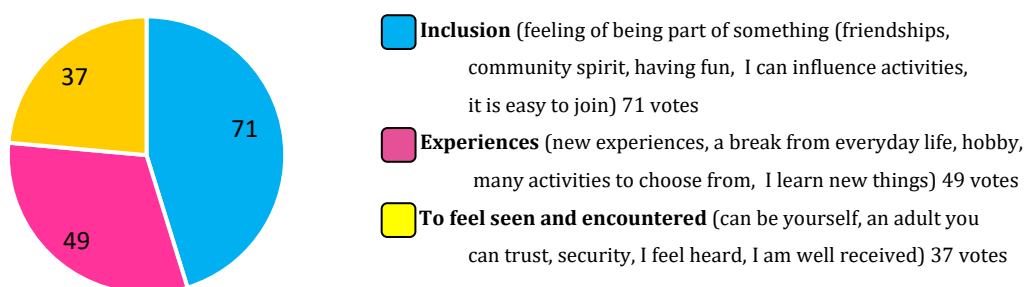 37
71
49
Inclusion (feeling of being part of something (friendships,
community spirit, having fun, I can influence activities,
it is easy to join) 71 votes
Experiences (new experiences, a break from everyday life, hobby,
many activities to choose from, I learn new things) 49 votes
To feel seen and encountered (can be yourself, an adult you
can trust, security, I feel heard, I am well received) 37 votes